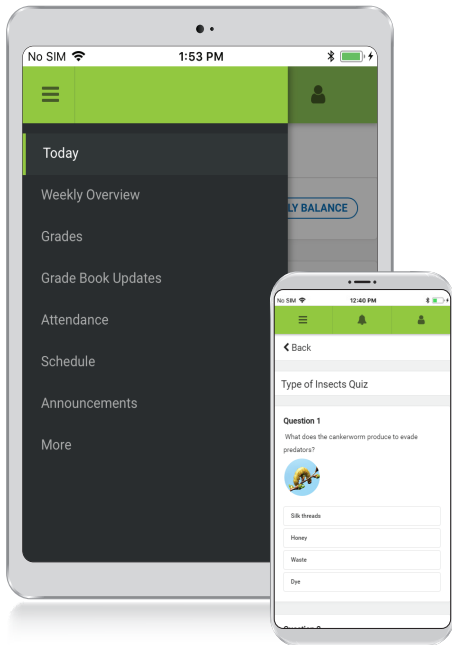 No SIM 1:53 PM
Today
Weekly Overview
LY BALANCE
Grades
Grade Book Updates
Attendance
Schedule
Announcements
More
No SIM 12:40 PM
Back
Type of Insects Quiz
Question 1
What does the cankerworm produce to evade
predators?
Silk threads
Honey
Waste
Dye